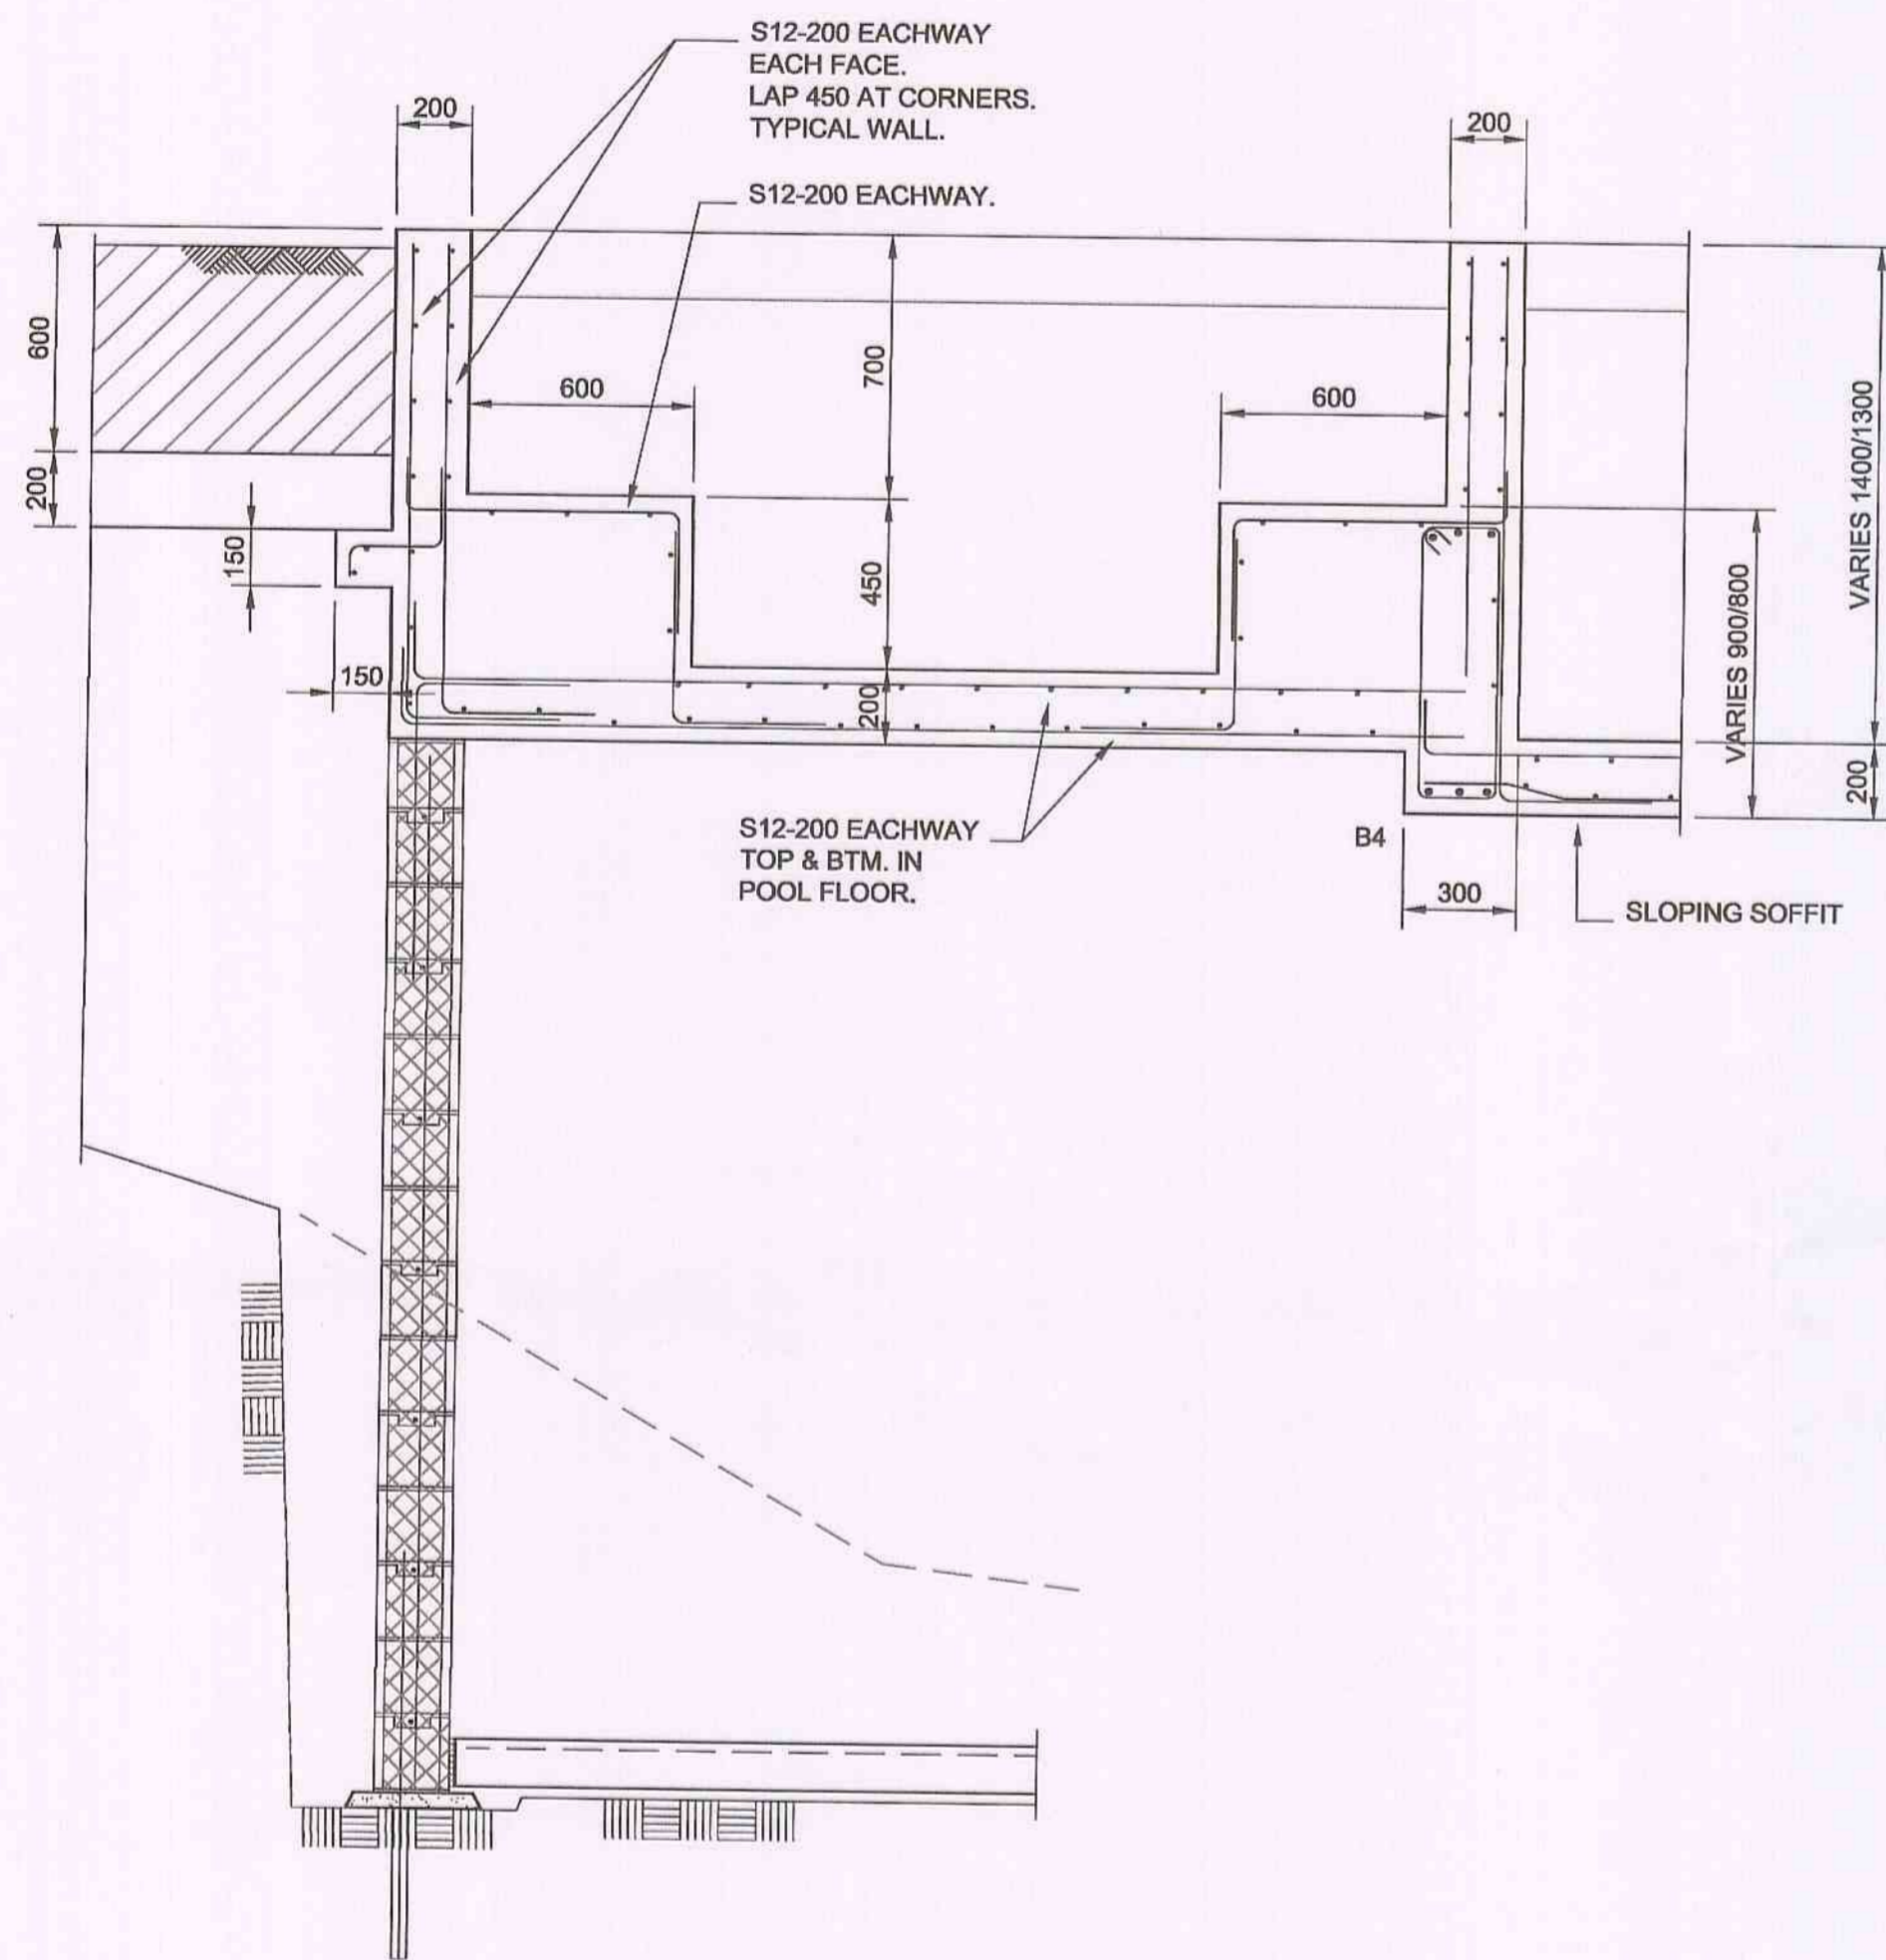 S12-200 EACHWAY
EACH FACE.
LAP 450 AT CORNERS.
TYPICAL WALL.
200
200
S12-200 EACHWAY.
600
200
150
150
600
700
450
200
600
VARIES 1400/1300
VARIES 900/800
200
S12-200 EACHWAY
TOP & BTM. IN
POOL FLOOR.
B4
300
SLOPING SOFFIT